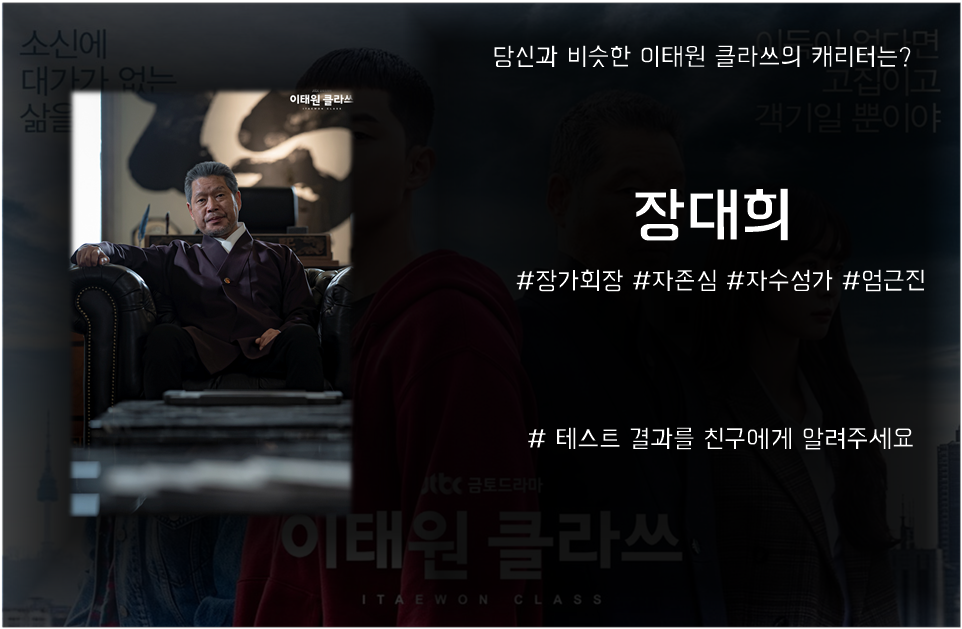 소신에
대가가 없는
삶을
이득이 없다면
고집이고
객기일 뿐이야
당신과 비슷한 이태원 클라쓰의 캐리터는?
이태원 클라쓰
ITAEWON CLASS
장대희
#장가회장 #자존심 #자수성가 #엄근진
# 테스트 결과를 친구에게 알려주세요
jtbc 금토드라마
이태원 클라쓰
ITAEWON CLASS